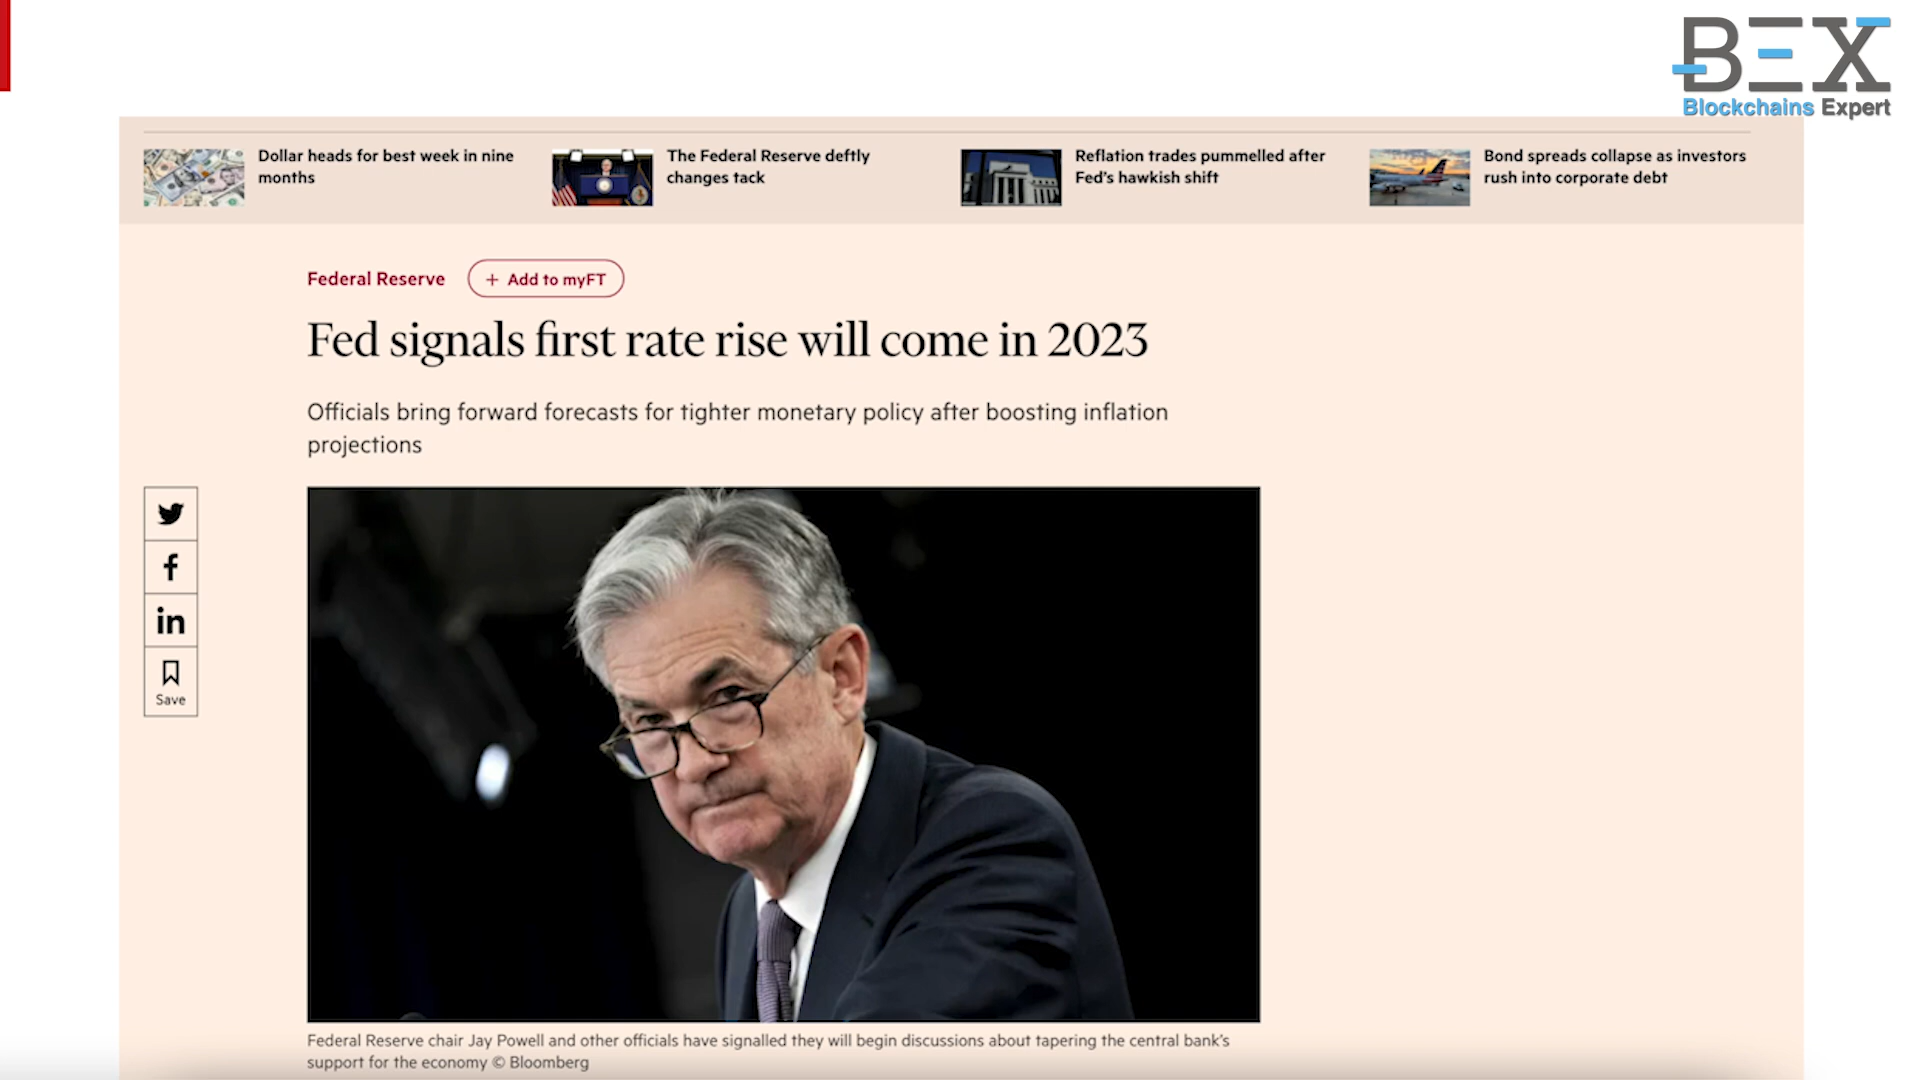 BEX
Blockchains Expert
Dollar heads for best week in nine
months
The Federal Reserve deftly
changes tack
Reflation trades pummelled after
Fed’s hawkish shift
Bond spreads collapse as investors
rush into corporate debt
Federal Reserve
+ Add to myFT
Fed signals first rate rise will come in 2023
Officials bring forward forecasts for tighter monetary policy after boosting inflation
projections
f
in
Save
Federal Reserve chair Jay Powell and other officials have signalled they will begin discussions about tapering the central bank’s
support for the economy © Bloomberg